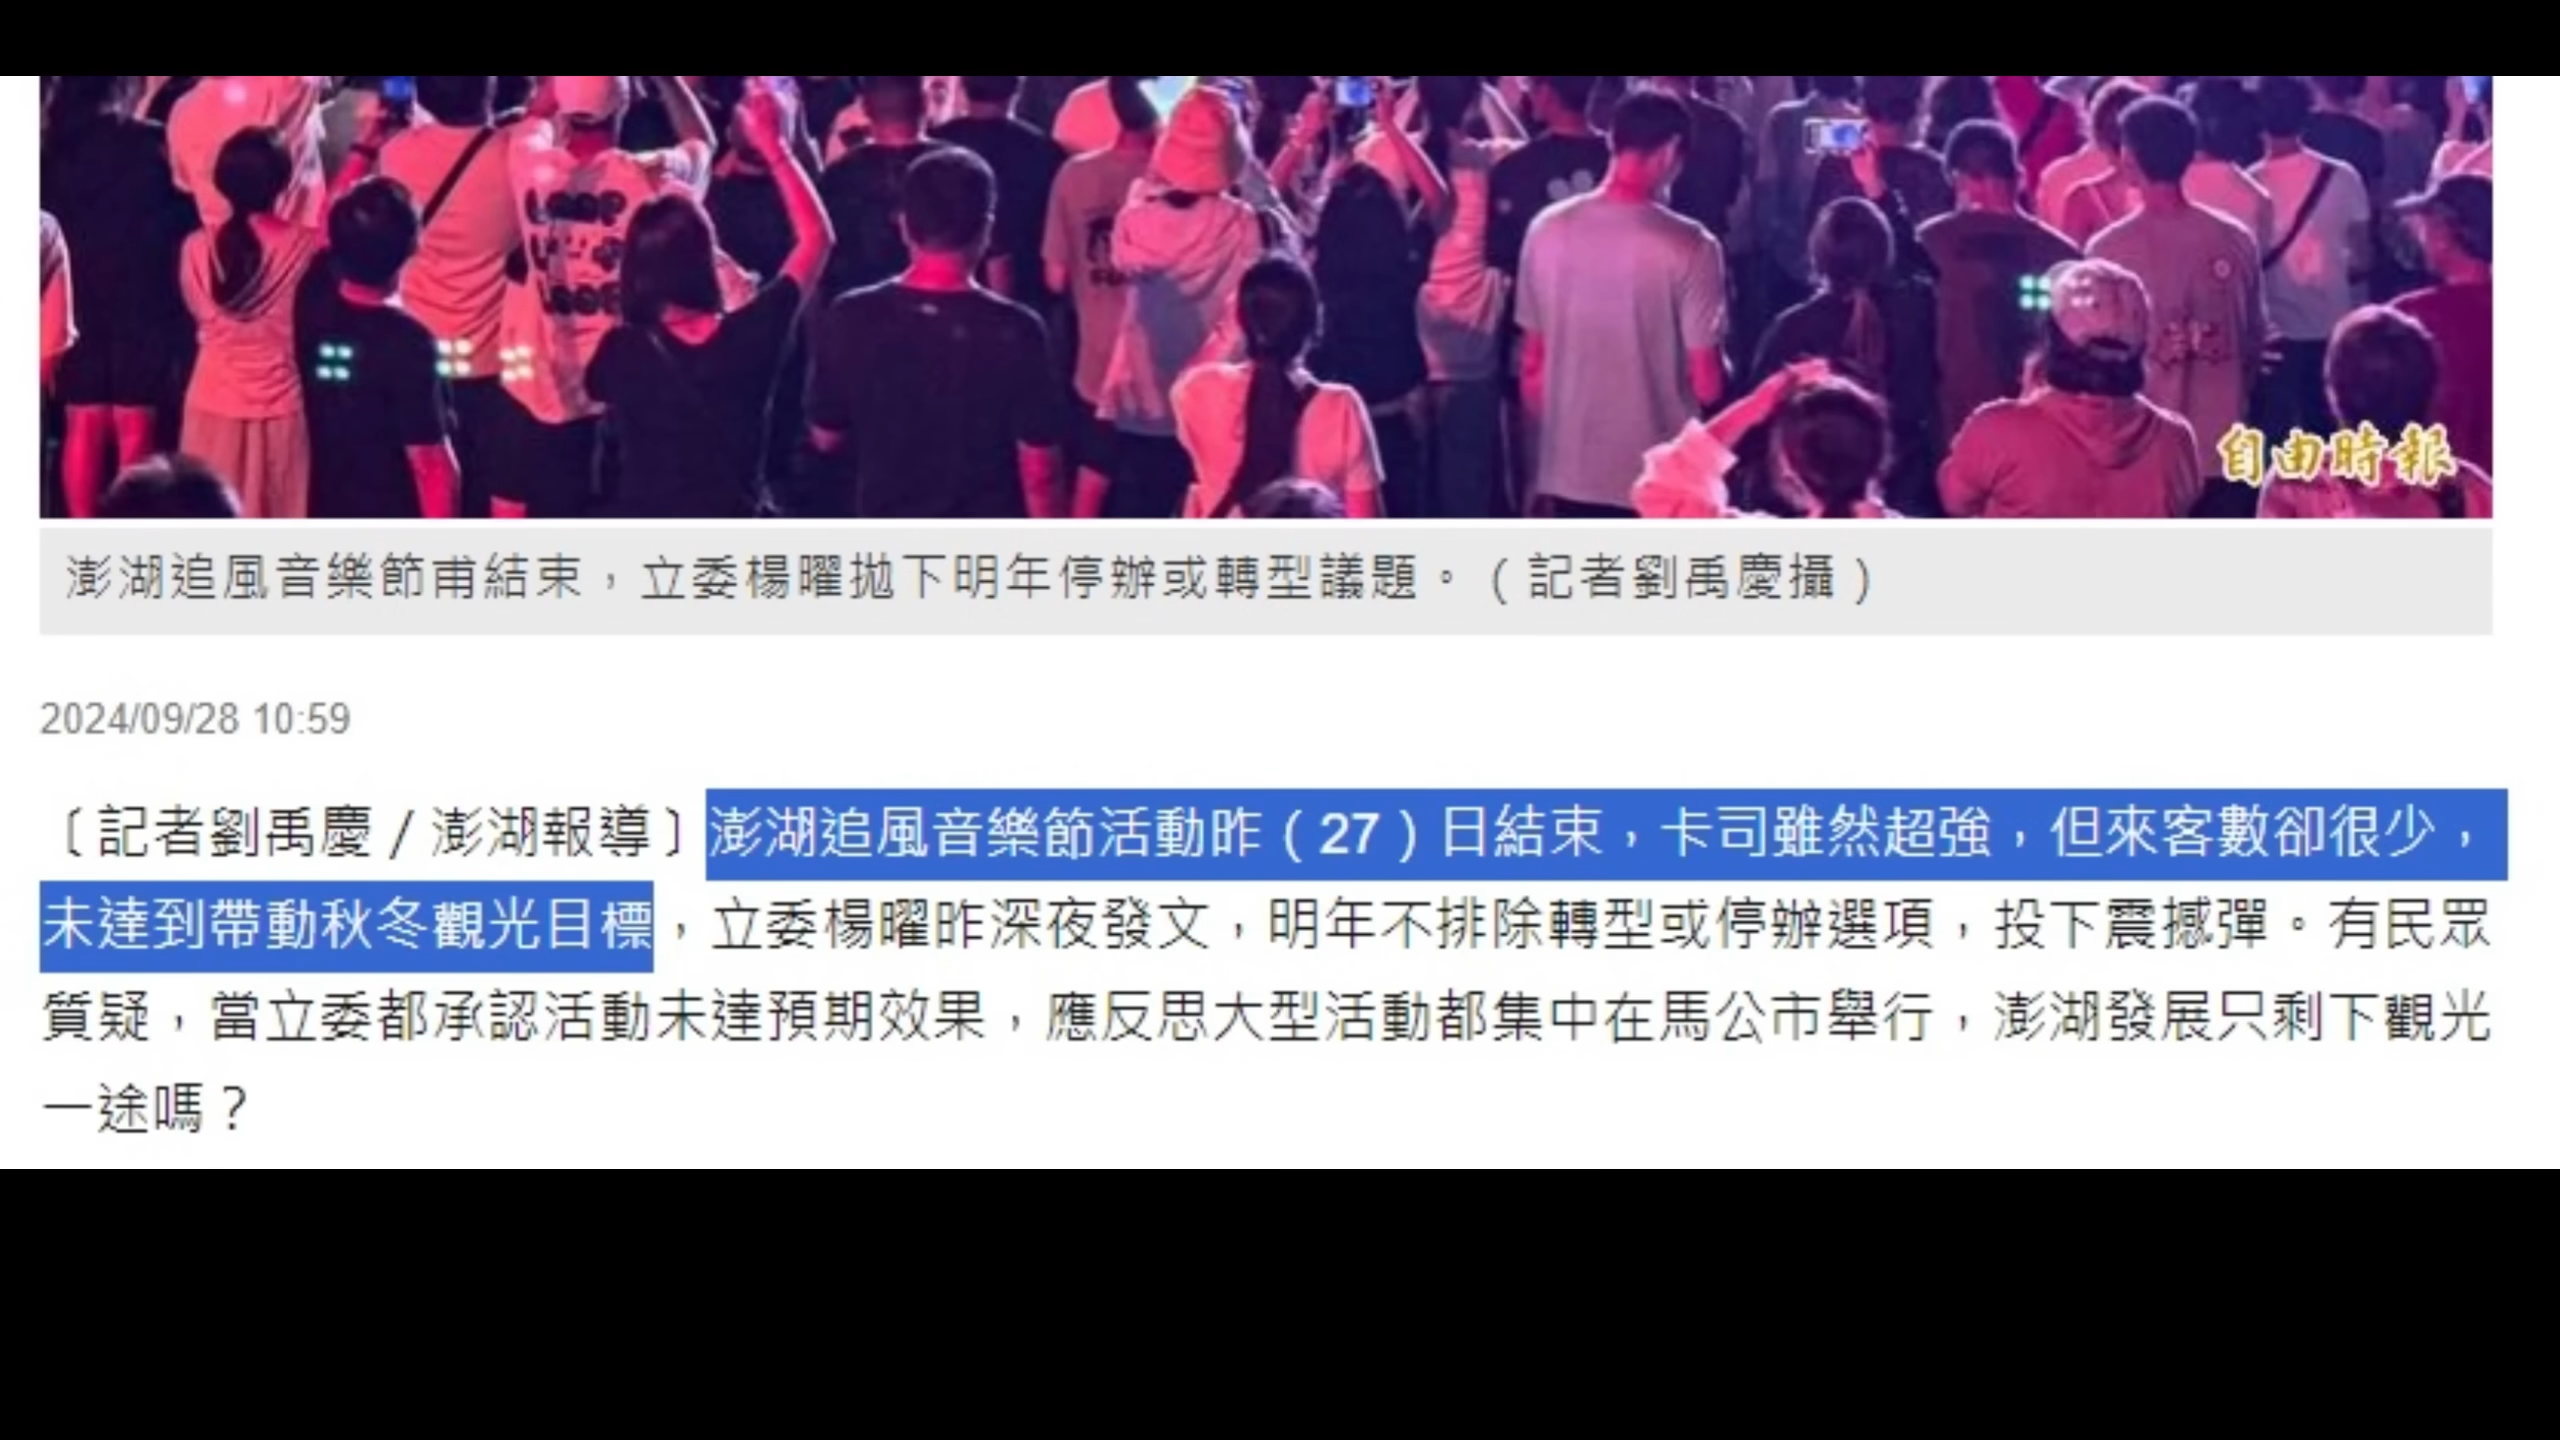 LOOP
自由時報
澎湖追風音樂節甫結束，立委楊曜拋下明年停辦或轉型議題。（記者劉禹慶攝）
2024/09/28 10:59
〔記者劉禹慶／澎湖報導〕澎湖追風音樂節活動昨（27）日結束，卡司雖然超強，但來客數卻很少，
未達到帶動秋冬觀光目標，立委楊曜昨深夜發文，明年不排除轉型或停辦選項，投下震撼彈。有民眾
質疑，當立委都承認活動未達預期效果，應反思大型活動都集中在馬公市舉行，澎湖發展只剩下觀光
一途嗎？